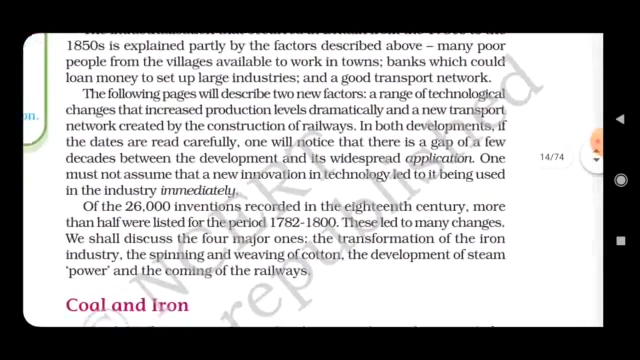 1850s is explained partly by the factors described above – many poor
people from the villages available to work in towns; banks which could
loan money to set up large industries; and a good transport network.
The following pages will describe two new factors: a range of technological
changes that increased production levels dramatically and a new transport
network created by the construction of railways. In both developments, if
the dates are read carefully, one will notice that there is a gap of a few
decades between the development and its widespread application. One
must not assume that a new innovation in technology led to it being used
in the industry immediately.
Of the 26,000 inventions recorded in the eighteenth century, more
than half were listed for the period 1782-1800. These led to many changes.
We shall discuss the four major ones: the transformation of the iron
industry, the spinning and weaving of cotton, the development of steam
‘power’ and the coming of the railways.
Coal and Iron
on.
14/74
© NCERT
republished